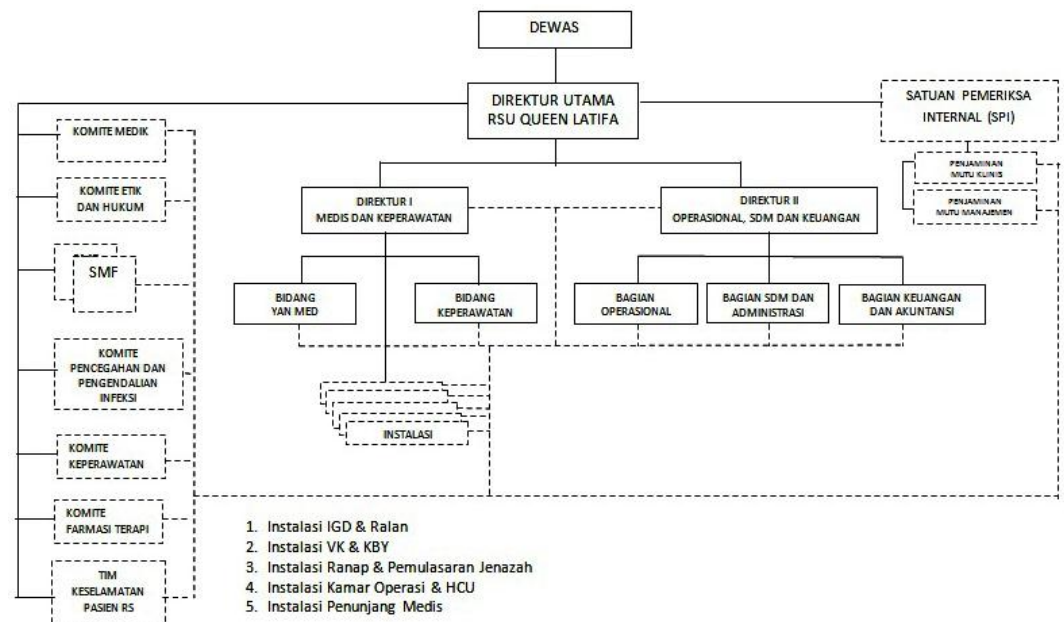 DEWAS
DIREKTUR UTAMA
RSU QUEEN LATIFA
SATUAN PEMERIKSA
INTERNAL (SPI)
PENJAMINAN
MUTU KLINIS
PENJAMINAN
MUTU MANAJEMEN
KOMITE MEDIK
KOMITE ETIK
DAN HUKUM
SMF
KOMITE
PENCEGAHAN DAN
PENGENDALIAN
INFEKSI
KOMITE
KEPERAWATAN
KOMITE
FARMASI TERAPI
TIM
KESELAMATAN
PASIEN RS
DIREKTUR I
MEDIS DAN KEPERAWATAN
DIREKTUR II
OPERASIONAL, SDM DAN KEUANGAN
BIDANG
YAN MED
BIDANG
KEPERAWATAN
BAGIAN
OPERASIONAL
BAGIAN SDM DAN
ADMINISTRASI
BAGIAN KEUANGAN
DAN AKUNTANSI
INSTALASI
1. Instalasi IGD & Ralan
2. Instalasi VK & KBY
3. Instalasi Ranap & Pemulasaran Jenazah
4. Instalasi Kamar Operasi & HCU
5. Instalasi Penunjang Medis